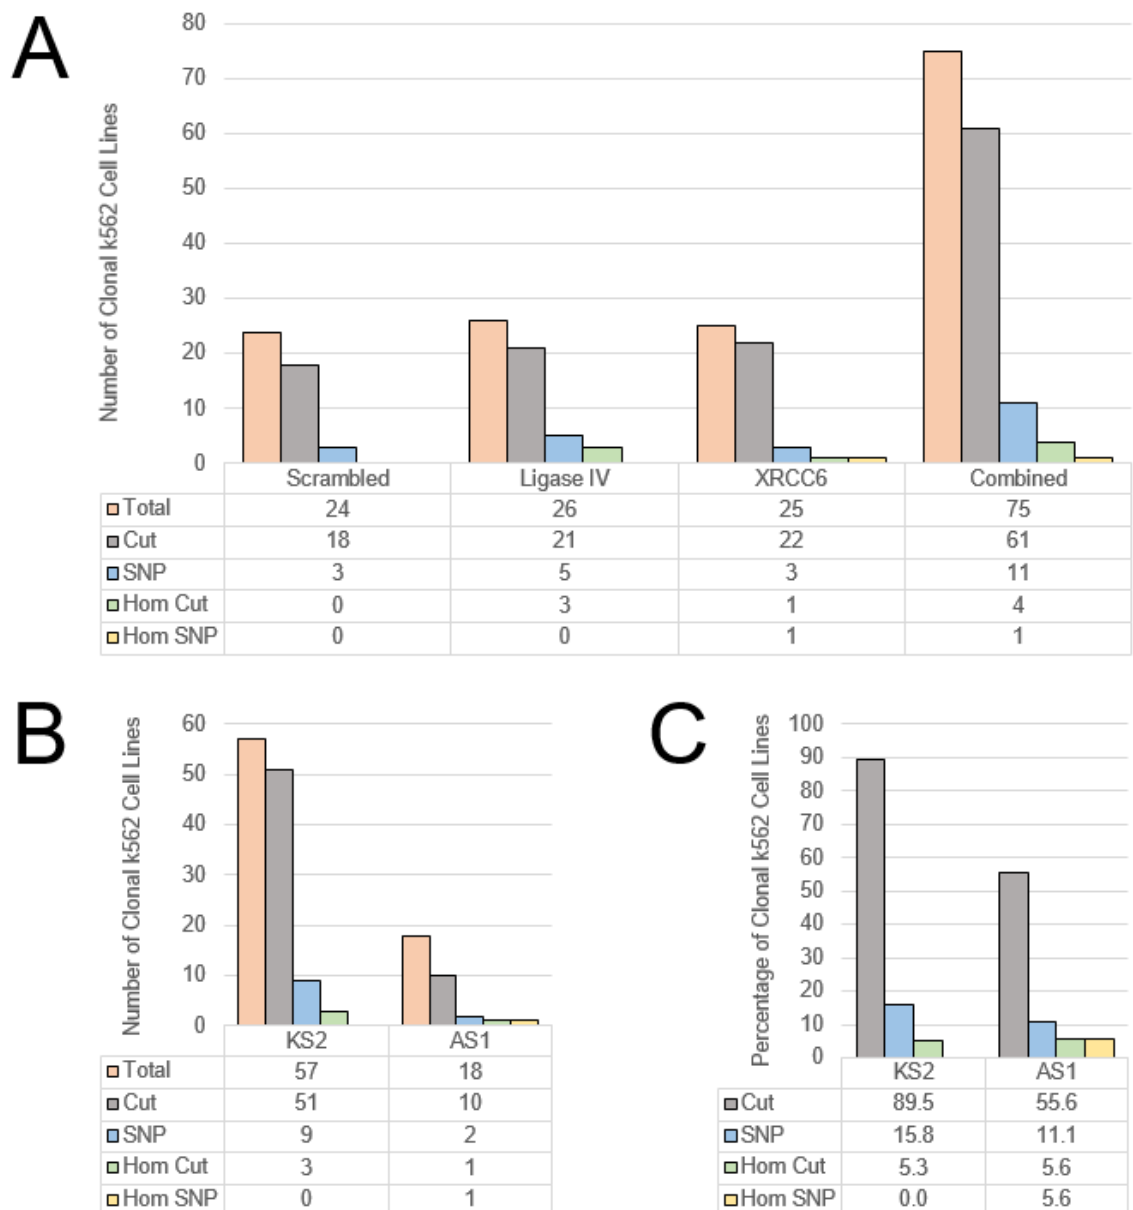 A
Number of Clonal k562 Cell Lines
80
70
60
50
40
30
20
10
0
Scrambled Ligase IV XRCC6 Combined
Total 24 26 25 75
Cut 18 21 22 61
SNP 3 5 3 11
Hom Cut 0 3 1 4
Hom SNP 0 0 1 1
B
Number of Clonal k562 Cell Lines
60
50
40
30
20
10
0
KS2 AS1
Total 57 18
Cut 51 10
SNP 9 2
Hom Cut 3 1
Hom SNP 0 1
C
Percentage of Clonal k562 Cell Lines
100
90
80
70
60
50
40
30
20
10
0
KS2 AS1
Cut 89.5 55.6
SNP 15.8 11.1
Hom Cut 5.3 5.6
Hom SNP 0.0 5.6